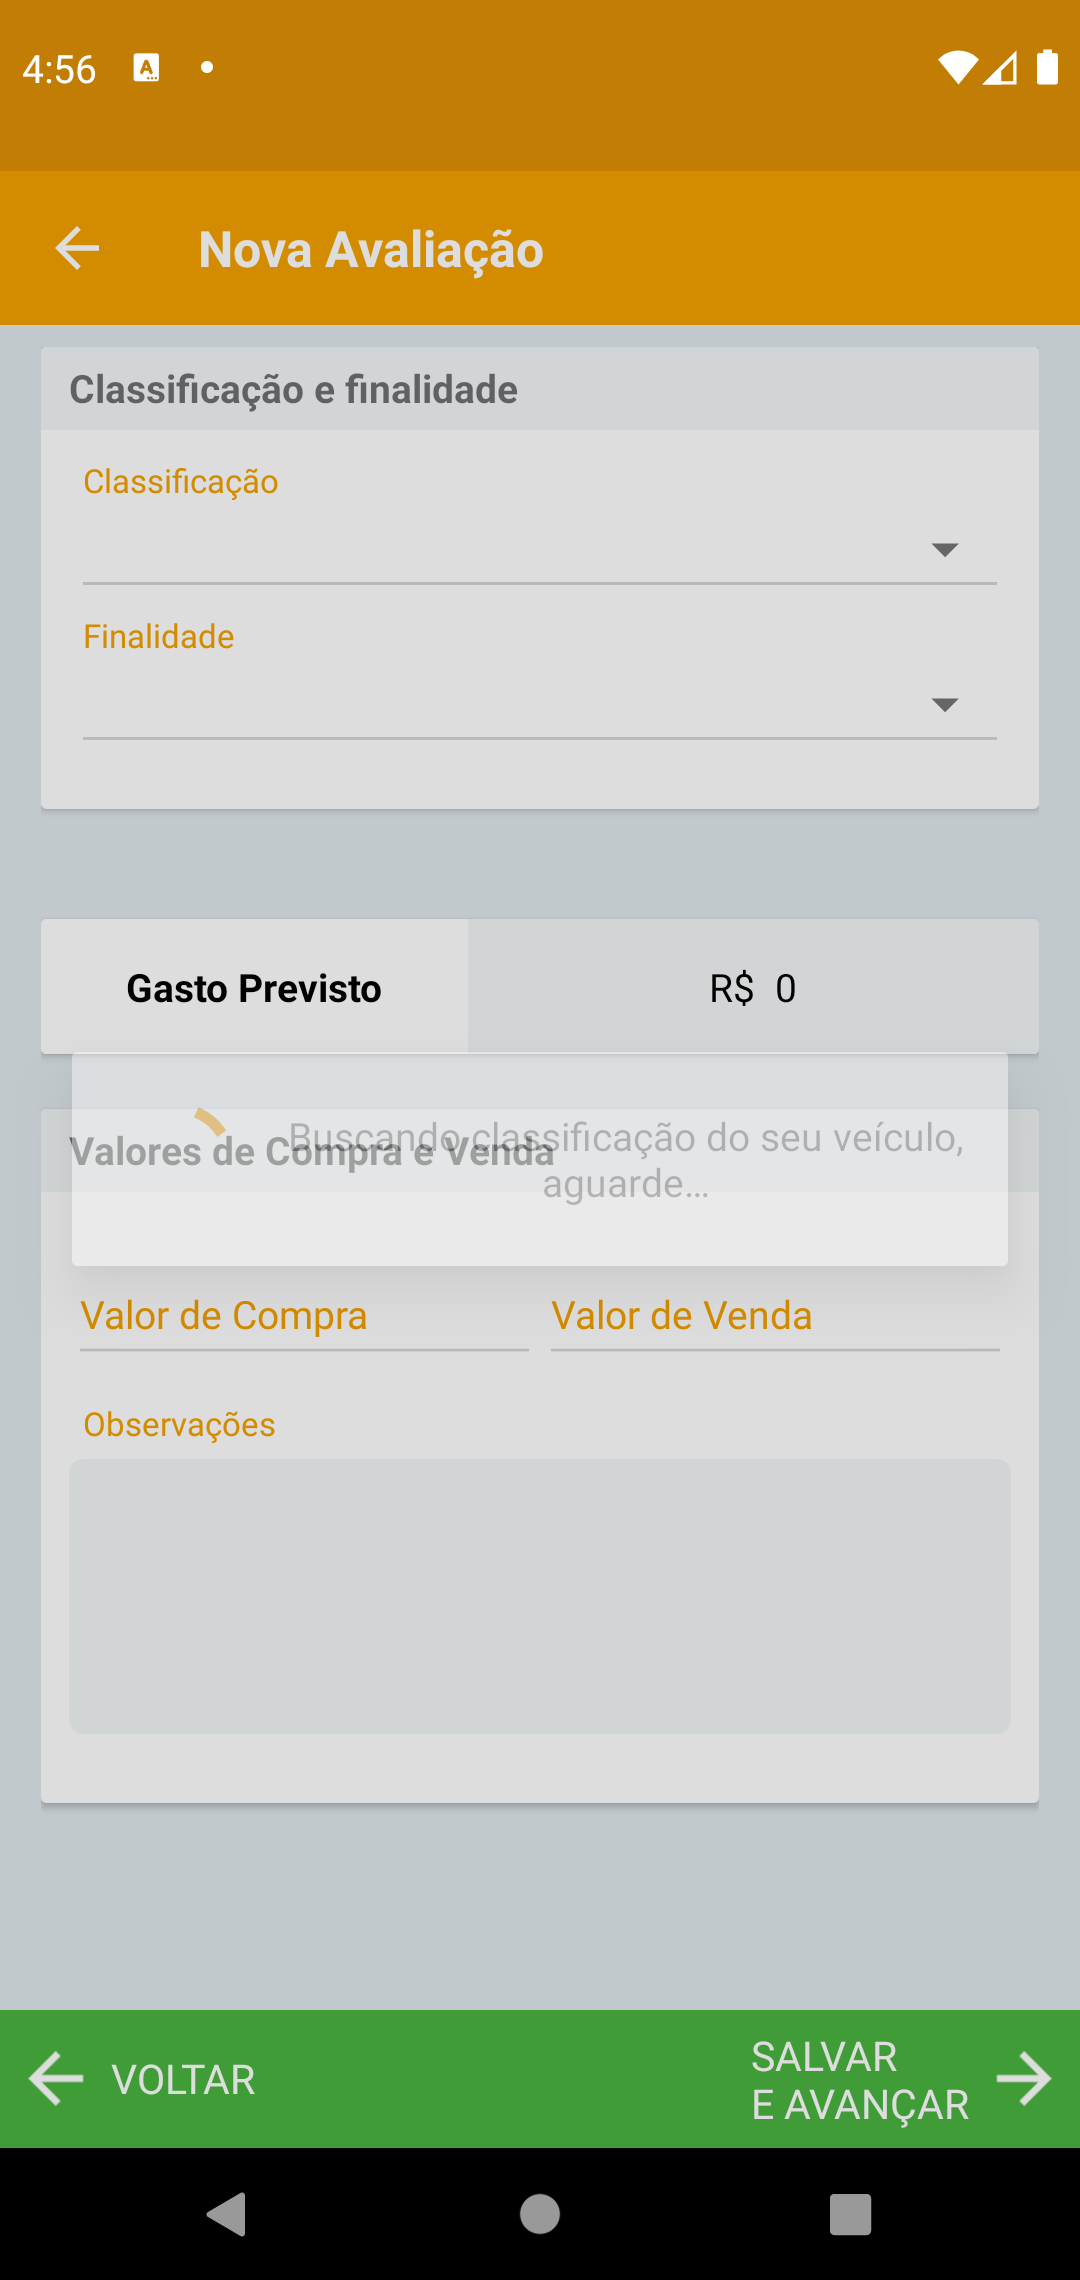 4:56
Nova Avaliação
Classificação e finalidade
Classificação
Finalidade
Gasto Previsto
R$ 0
Buscando classificação do seu veículo,
aguarde...
Valores de Compra e Venda
Valor de Compra
Valor de Venda
Observações
VOLTAR
SALVAR
E AVANÇAR